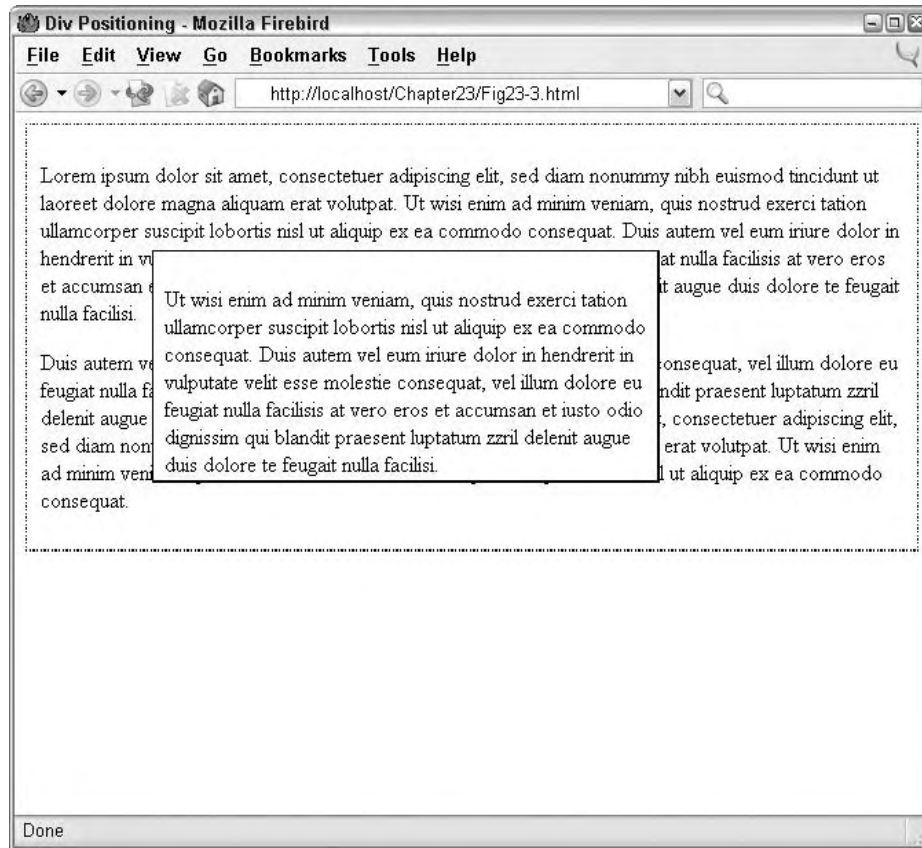 Div Positioning - Mozilla Firebird
File Edit View Go Bookmarks Tools Help
http://localhost/Chapter23/Fig23-3.html
Lorem ipsum dolor sit amet, consectetuer adipiscing elit, sed diam nonummy nibh euismod tincidunt ut
laoreet dolore magna aliquam erat volutpat. Ut wisi enim ad minim veniam, quis nostrud exerci tation
ullamcorper suscipit lobortis nisl ut aliquip ex ea commodo consequat. Duis autem vel eum iriure dolor in
hendrerit in vu at nulla facilisis at vero eros
et accumsan e it augue duis dolore te feugait
nulla facilisi.
Duis autem ve onsequat, vel illum dolore eu
feugiat nulla fa ndit praesent luptatum zzril
delenit augue , consectetuer adipiscing elit,
sed diam non erat volutpat. Ut wisi enim
ad minim veni l ut aliquip ex ea commodo
consequat.
Ut wisi enim ad minim veniam, quis nostrud exerci tation
ullamcorper suscipit lobortis nisl ut aliquip ex ea commodo
consequat. Duis autem vel eum iriure dolor in hendrerit in
vulputate velit esse molestie consequat, vel illum dolore eu
feugiat nulla facilisis at vero eros et accumsan et iusto odio
dignissim qui blandit praesent luptatum zzril delenit augue
duis dolore te feugait nulla facilisi.
Done